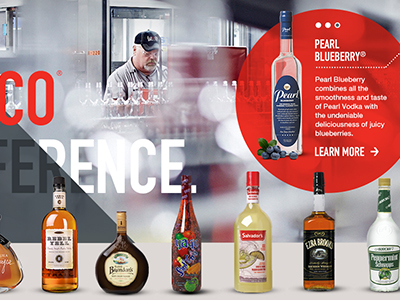 CO®
FERENCE.
PEARL
BLUEBERRY®
Pearl Blueberry
combines all the
smoothness and taste
of Pearl Vodka with
the undeniable
deliciousness of juicy
blueberries.
LEARN MORE →
Pearl
REBEL
YELL
Salvador's
EZRA BROOKS
Peppermint
Schnapps